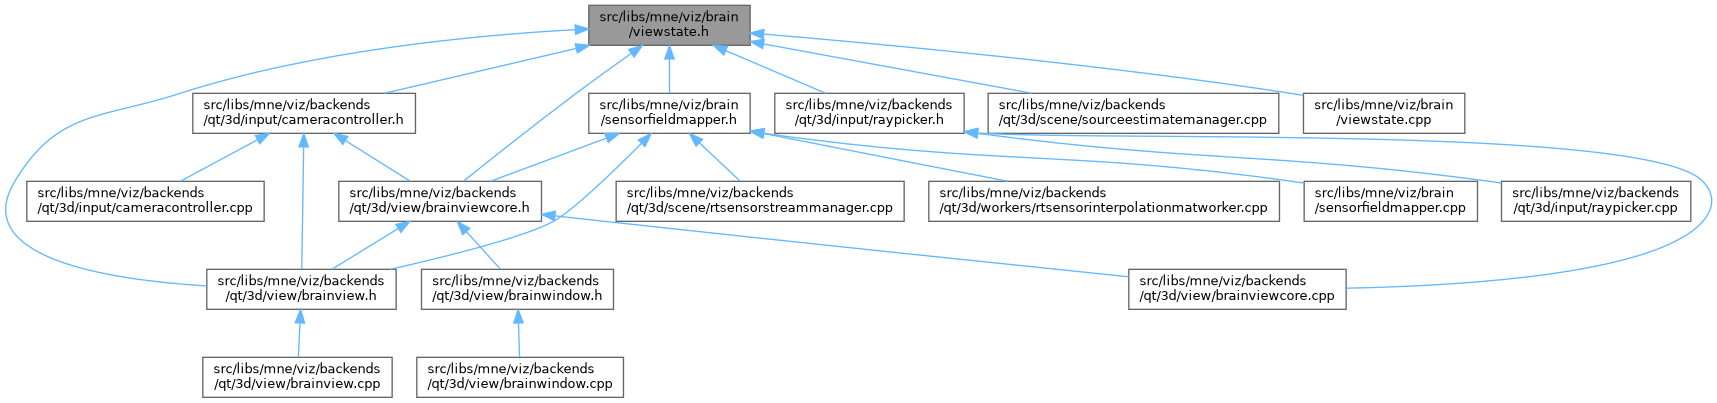 src/libs/mne/viz/brain
/viewstate.h
src/libs/mne/viz/backends
/qt/3d/input/cameracontroller.h
src/libs/mne/viz/brain
/sensorfieldmapper.h
src/libs/mne/viz/backends
/qt/3d/input/raypicker.h
src/libs/mne/viz/backends
/qt/3d/scene/sourceestimatemanager.cpp
src/libs/mne/viz/brain
/viewstate.cpp
src/libs/mne/viz/backends
/qt/3d/input/cameracontroller.cpp
src/libs/mne/viz/backends
/qt/3d/view/brainviewcore.h
src/libs/mne/viz/backends
/qt/3d/scene/rtsensorstreammanager.cpp
src/libs/mne/viz/backends
/qt/3d/workers/rtsensorinterpolationmatworker.cpp
src/libs/mne/viz/brain
/sensorfieldmapper.cpp
src/libs/mne/viz/backends
/qt/3d/input/raypicker.cpp
src/libs/mne/viz/backends
/qt/3d/view/brainview.h
src/libs/mne/viz/backends
/qt/3d/view/brainwindow.h
src/libs/mne/viz/backends
/qt/3d/view/brainviewcore.cpp
src/libs/mne/viz/backends
/qt/3d/view/brainview.cpp
src/libs/mne/viz/backends
/qt/3d/view/brainwindow.cpp